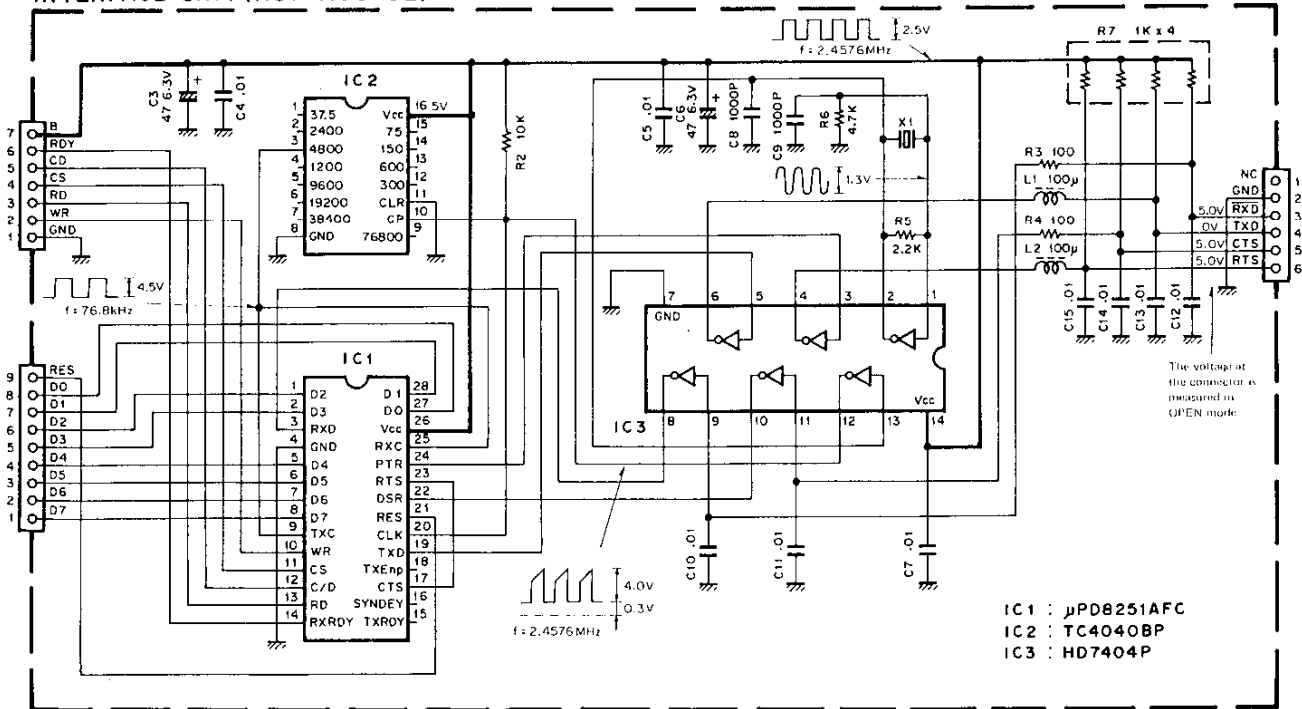 2.5V
f=2.4576MHz
R7 1K x 4
C3
47 6.3V
+
C4 .01
IC2
1 37.5
2 2400
3 4800
4 1200
5 9600
6 19200
7 38400
8 GND
Vcc 16 5V
75 15
150 14
600 13
300 12
CLR 11
CP 10
76800 9
R2 10K
C5 .01
C6
47 6.3V
+
C8 1000P
C9 1000P
R6
4.7K
X1
1.3V
R5
2.2K
R3 100
L1 100μ
R4 100
L2 100μ
7 B
6 RDY
5 CD
4 CS
3 RD
2 WR
1 GND
NC 1
GND 2
5.0V RXD 3
0V TXD 4
5.0V CTS 5
5.0V RTS 6
4.5V
f=76.8kHz
C15 .01
C14 .01
C13 .01
C12 .01
The voltage at
the connector is
measured in
OPEN mode
7 6 5 4 3 2 1
GND
Vcc
IC3
8 9 10 11 12 13 14
9 RES
8 D0
7 D1
6 D2
5 D3
4 D4
3 D5
2 D6
1 D7
IC1
1 D2
2 D3
3 RXD
4 GND
5 D4
6 D5
7 D6
8 D7
9 TXC
10 WR
11 CS
12 C/D
13 RD
14 RXRDY
D1 28
D0 27
Vcc 26
RXC 25
PTR 24
RTS 23
DSR 22
RES 21
CLK 20
TXD 19
TXEnp 18
CTS 17
SYNDEY 16
TXRDY 15
C10 .01
C11 .01
C7 .01
4.0V
0.3V
f=2.4576MHz
IC1 : μPD8251AFC
IC2 : TC4040BP
IC3 : HD7404P